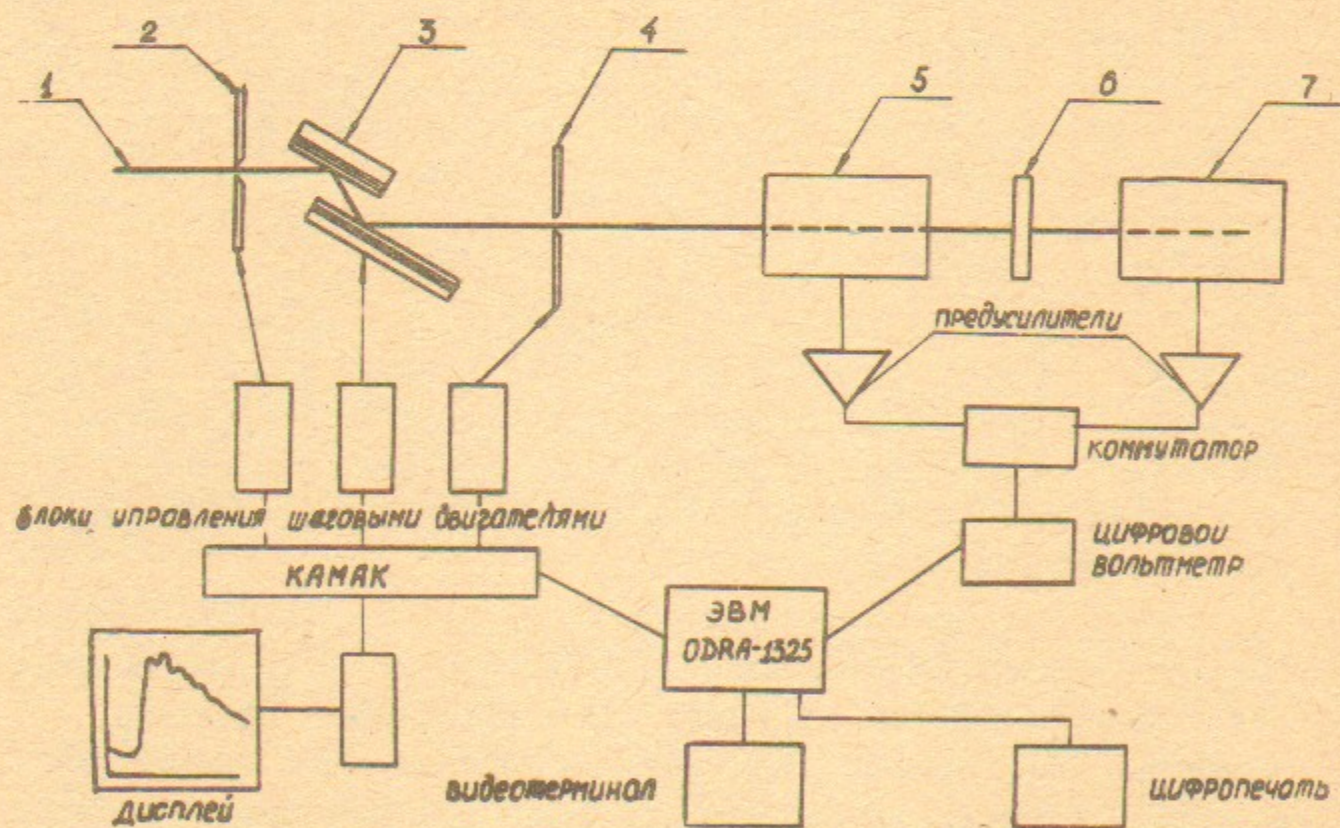 2
3
4
1
5
6
7
предусилители
коммутатор
блоки управления шаговыми двигателями
цифровой
вольтметр
КАМАК
ЭВМ
ODRA-1325
видеотерминал
цифропечать
дисплей